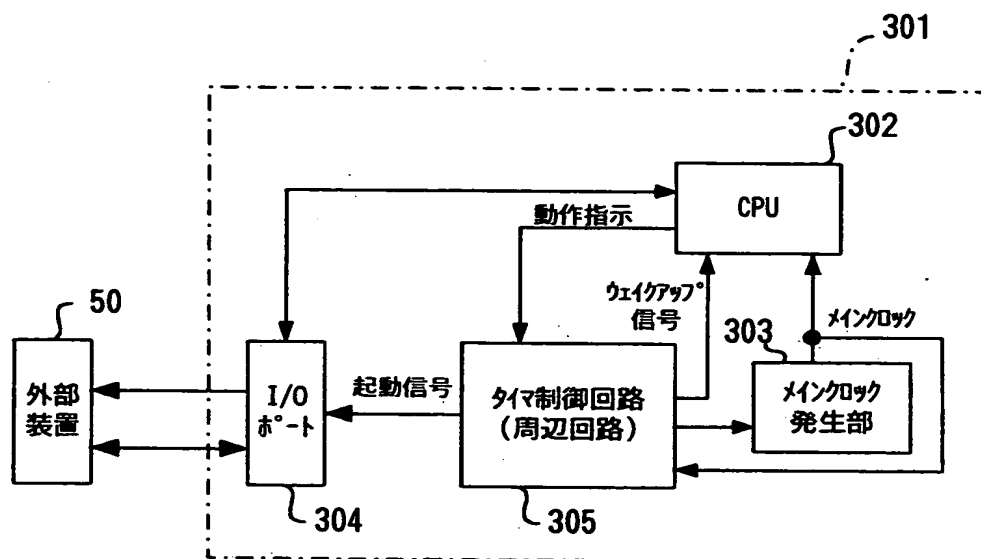 301
302
CPU
動作指示
ウェイクアップ
信号
メインクロック
50
外部
装置
I/O
ポート
起動信号
タイマ制御回路
(周辺回路)
303
メインクロック
発生部
304
305